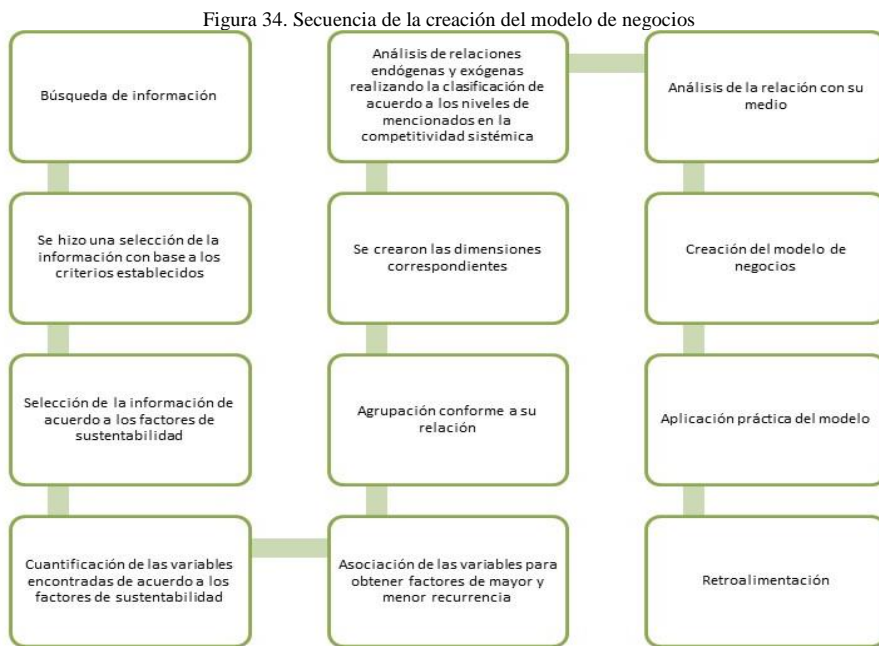 Figura 34. Secuencia de la creación del modelo de negocios
Búsqueda de información
Se hizo una selección de la
información con base a los
criterios establecidos
Selección de la información de
acuerdo a los factores de
sustentabilidad
Cuantificación de las variables
encontradas de acuerdo a los
factores de sustentabilidad
Asociación de las variables para
obtener factores de mayor y
menor recurrencia
Agrupación conforme a su
relación
Se crearon las dimensiones
correspondientes
Análisis de relaciones
endógenas y exógenas
realizando la clasificación de
acuerdo a los niveles de
mencionados en la
competitividad sistémica
Análisis de la relación con su
medio
Creación del modelo de
negocios
Aplicación práctica del modelo
Retroalimentación